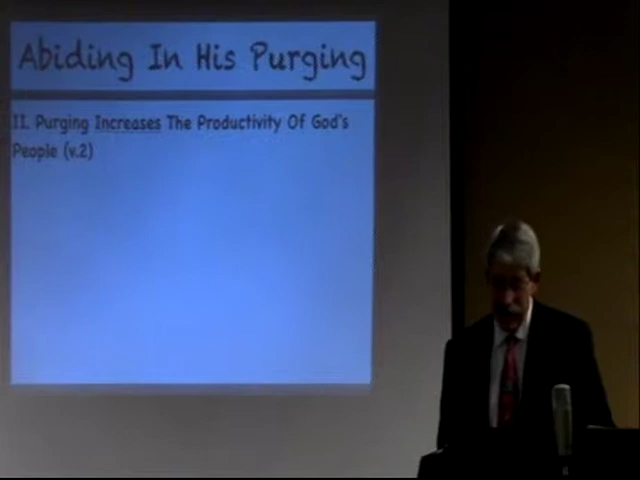 Abiding In His Purging
II. Purging Increases The Productivity Of God's
People (v.2)